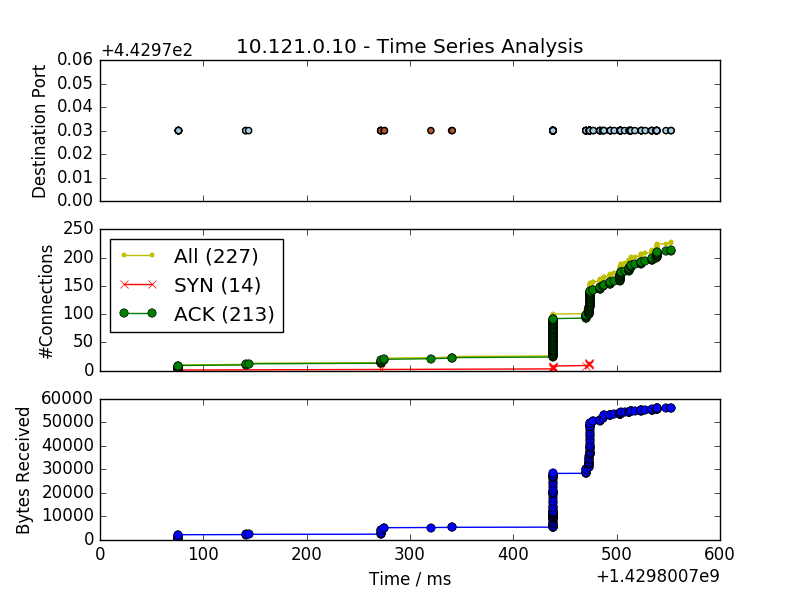 +4.4297e2
10.121.0.10 - Time Series Analysis
Destination Port
0.06
0.05
0.04
0.03
0.02
0.01
0.00
#Connections
250
200
150
100
50
0
All (227)
SYN (14)
ACK (213)
Bytes Received
60000
50000
40000
30000
20000
10000
0
0 100 200 300 400 500 600
Time / ms
+1.4298007e9